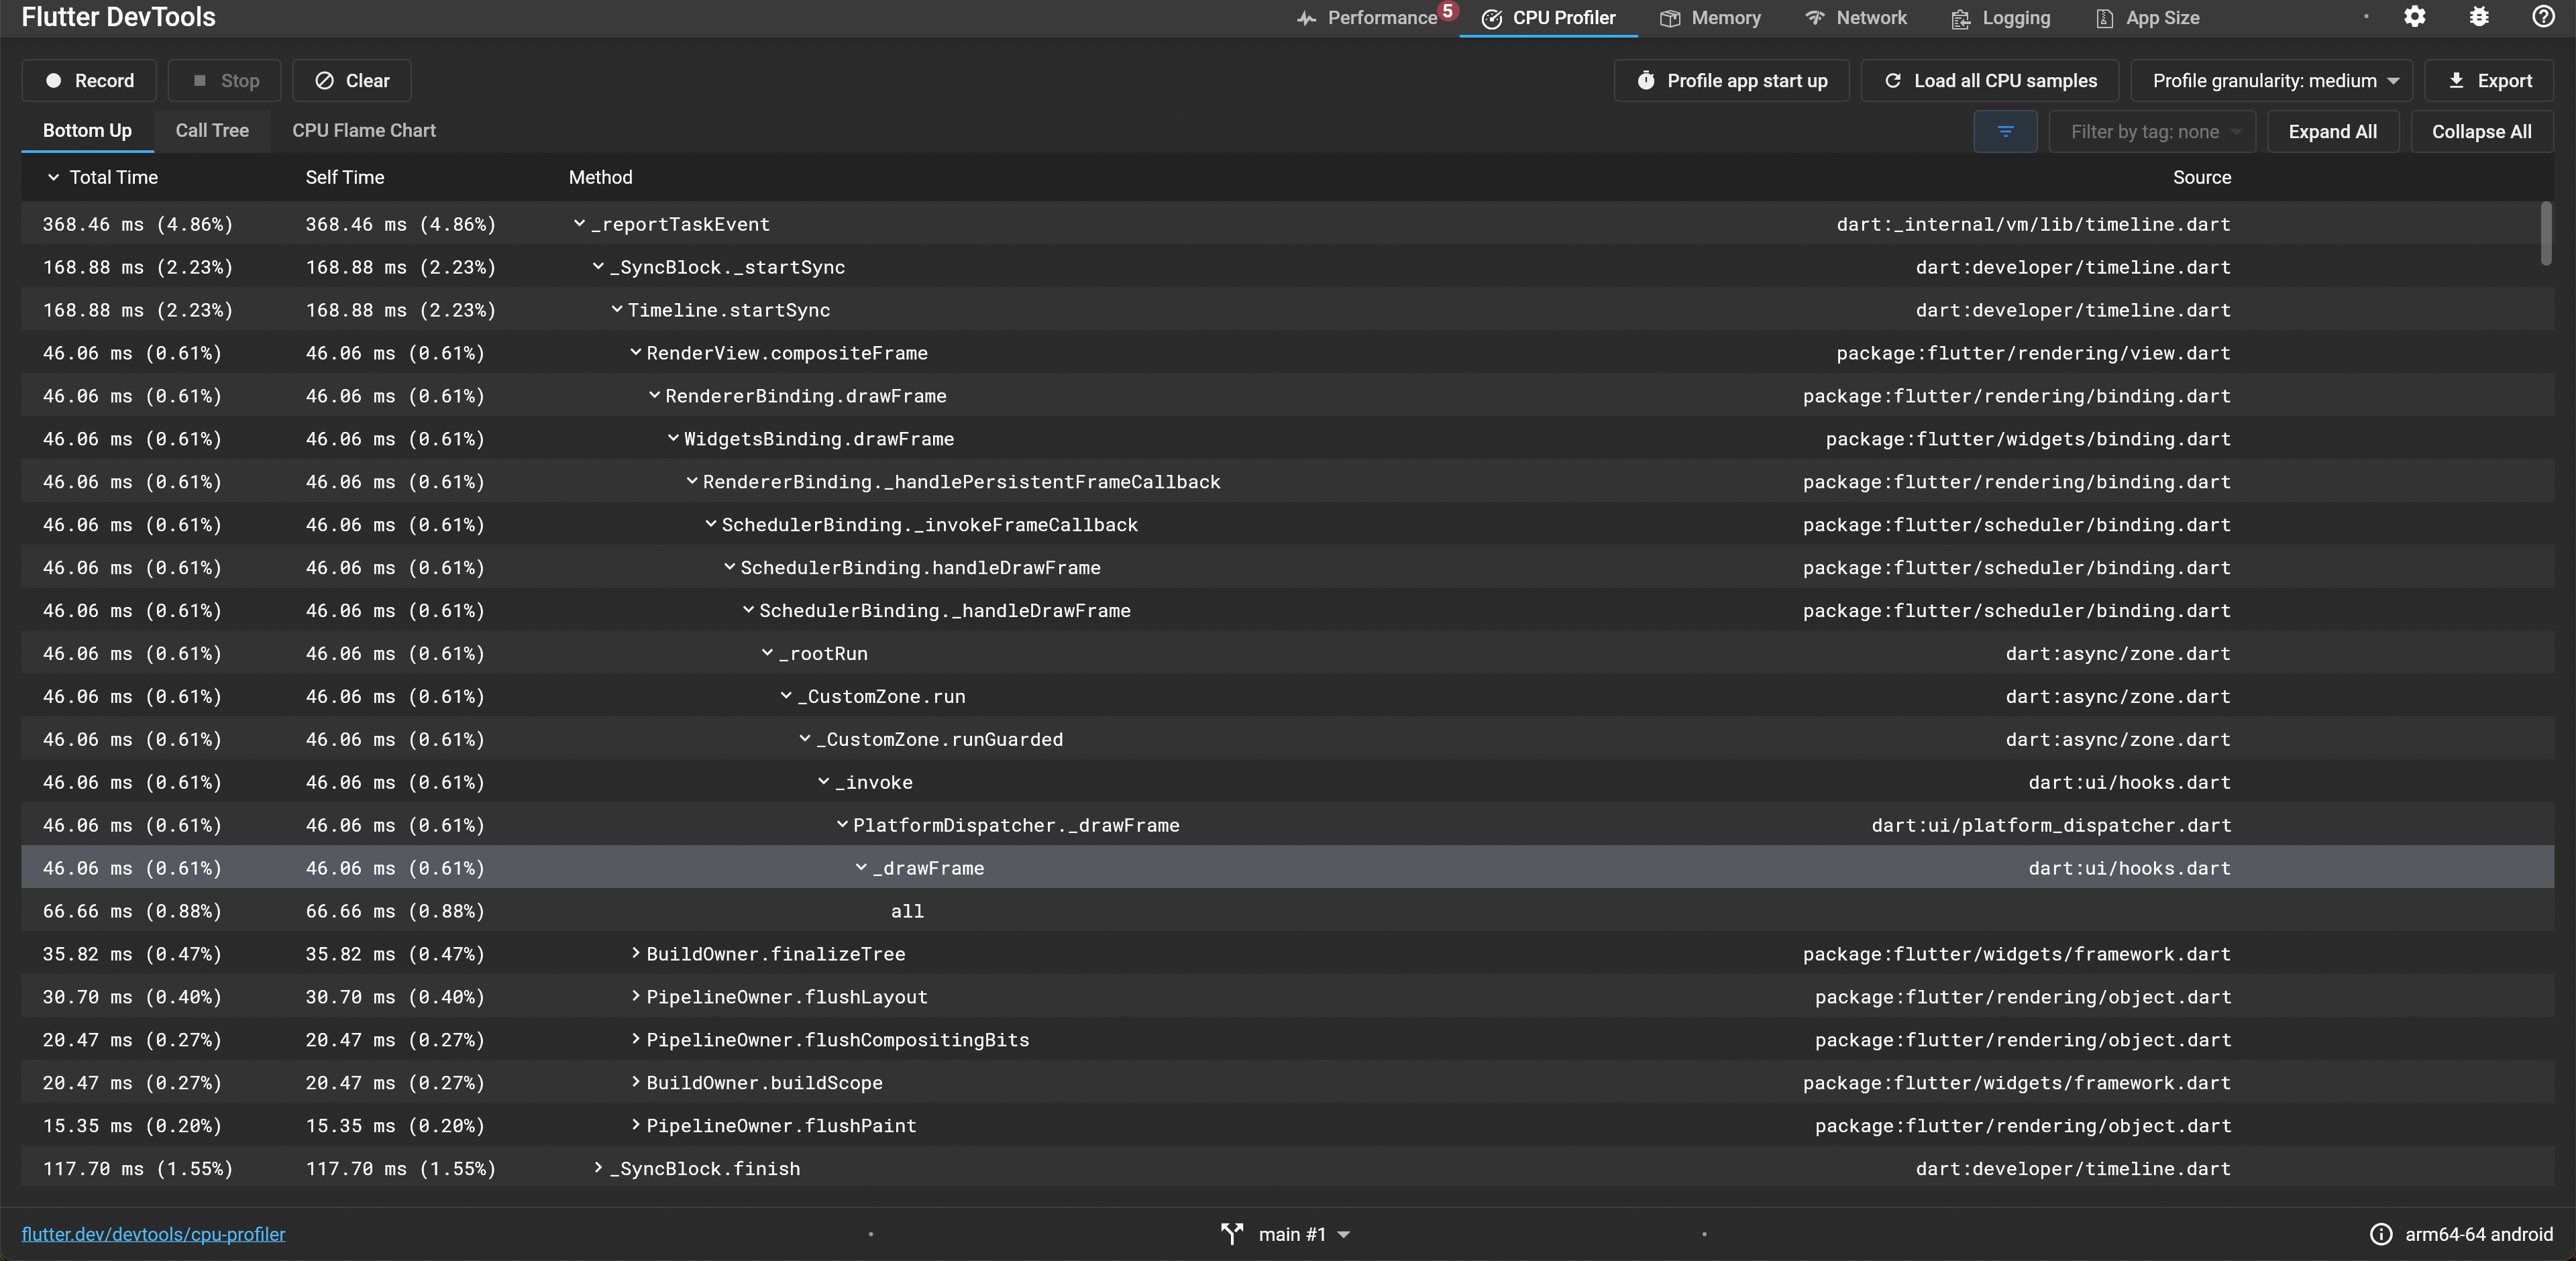 Flutter DevTools Performance 5 CPU Profiler Memory Network Logging App Size
Record Stop Clear Profile app start up Load all CPU samples Profile granularity: medium Export
Bottom Up Call Tree CPU Flame Chart Filter by tag: none Expand All Collapse All
Total Time Self Time Method Source
368.46 ms (4.86%) 368.46 ms (4.86%) _reportTaskEvent dart:_internal/vm/lib/timeline.dart
168.88 ms (2.23%) 168.88 ms (2.23%) _SyncBlock._startSync dart:developer/timeline.dart
168.88 ms (2.23%) 168.88 ms (2.23%) Timeline.startSync dart:developer/timeline.dart
46.06 ms (0.61%) 46.06 ms (0.61%) RenderView.compositeFrame package:flutter/rendering/view.dart
46.06 ms (0.61%) 46.06 ms (0.61%) RendererBinding.drawFrame package:flutter/rendering/binding.dart
46.06 ms (0.61%) 46.06 ms (0.61%) WidgetsBinding.drawFrame package:flutter/widgets/binding.dart
46.06 ms (0.61%) 46.06 ms (0.61%) RendererBinding._handlePersistentFrameCallback package:flutter/rendering/binding.dart
46.06 ms (0.61%) 46.06 ms (0.61%) SchedulerBinding._invokeFrameCallback package:flutter/scheduler/binding.dart
46.06 ms (0.61%) 46.06 ms (0.61%) SchedulerBinding.handleDrawFrame package:flutter/scheduler/binding.dart
46.06 ms (0.61%) 46.06 ms (0.61%) SchedulerBinding._handleDrawFrame package:flutter/scheduler/binding.dart
46.06 ms (0.61%) 46.06 ms (0.61%) _rootRun dart:async/zone.dart
46.06 ms (0.61%) 46.06 ms (0.61%) _CustomZone.run dart:async/zone.dart
46.06 ms (0.61%) 46.06 ms (0.61%) _CustomZone.runGuarded dart:async/zone.dart
46.06 ms (0.61%) 46.06 ms (0.61%) _invoke dart:ui/hooks.dart
46.06 ms (0.61%) 46.06 ms (0.61%) PlatformDispatcher._drawFrame dart:ui/platform_dispatcher.dart
46.06 ms (0.61%) 46.06 ms (0.61%) _drawFrame dart:ui/hooks.dart
66.66 ms (0.88%) 66.66 ms (0.88%) all
35.82 ms (0.47%) 35.82 ms (0.47%) BuildOwner.finalizeTree package:flutter/widgets/framework.dart
30.70 ms (0.40%) 30.70 ms (0.40%) PipelineOwner.flushLayout package:flutter/rendering/object.dart
20.47 ms (0.27%) 20.47 ms (0.27%) PipelineOwner.flushCompositingBits package:flutter/rendering/object.dart
20.47 ms (0.27%) 20.47 ms (0.27%) BuildOwner.buildScope package:flutter/widgets/framework.dart
15.35 ms (0.20%) 15.35 ms (0.20%) PipelineOwner.flushPaint package:flutter/rendering/object.dart
117.70 ms (1.55%) 117.70 ms (1.55%) _SyncBlock.finish dart:developer/timeline.dart
flutter.dev/devtools/cpu-profiler main #1 arm64-64 android